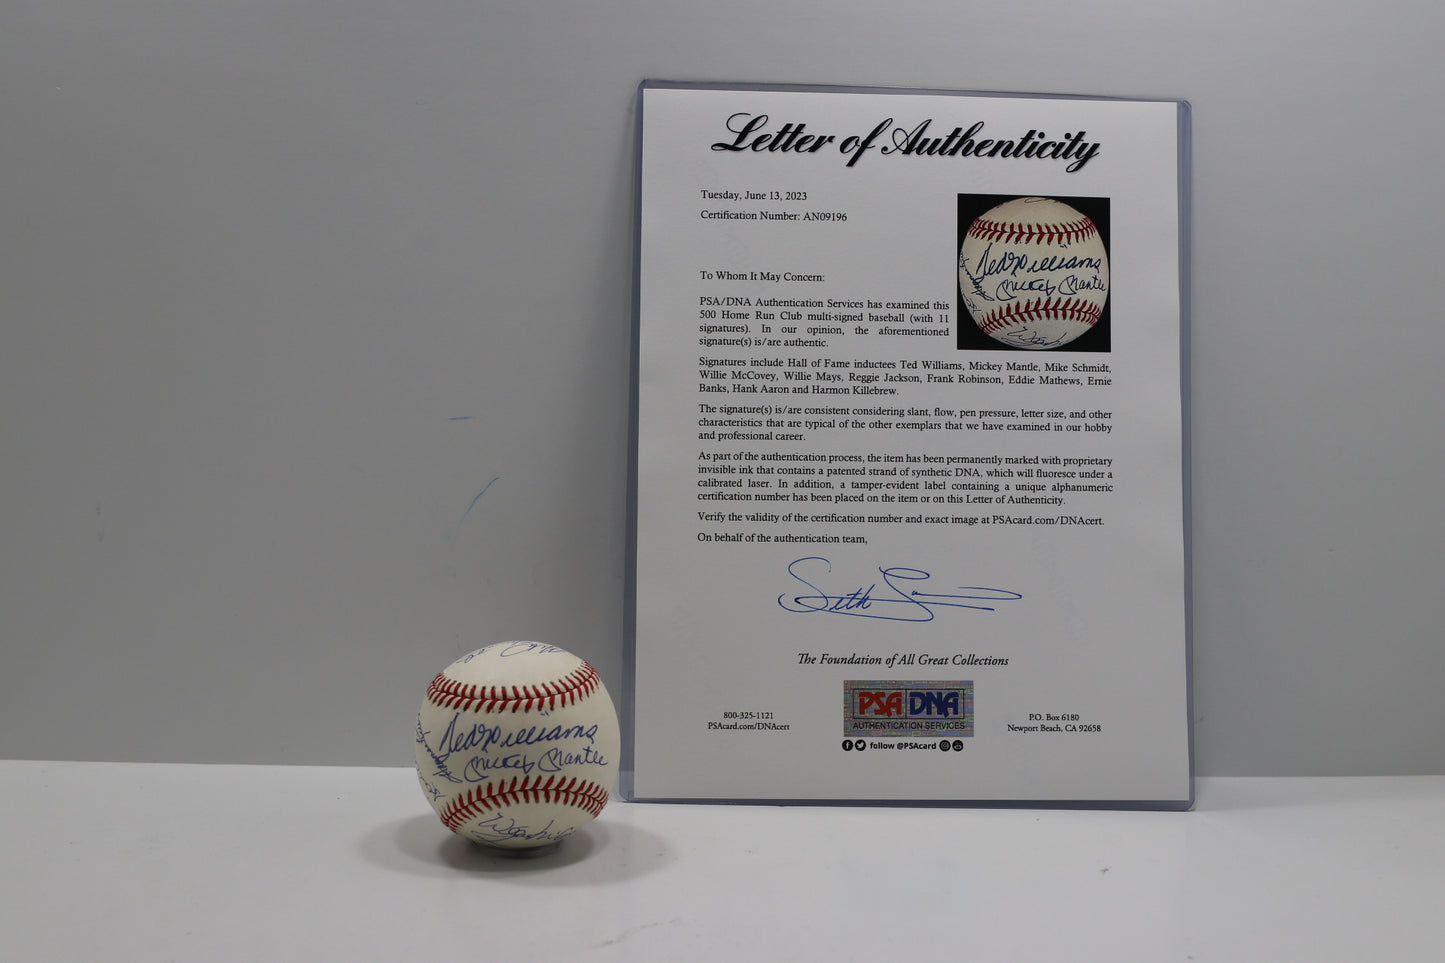 Letter of Authenticity
Tuesday, June 13, 2023
Certification Number: AN09196
Ted Williams
Mickey Mantle
To Whom It May Concern:
PSA/DNA Authentication Services has examined this
500 Home Run Club multi-signed baseball (with 11
signatures). In our opinion, the aforementioned
signature(s) is/are authentic.
Signatures include Hall of Fame inductees Ted Williams, Mickey Mantle, Mike Schmidt,
Willie McCovey, Willie Mays, Reggie Jackson, Frank Robinson, Eddie Mathews, Ernie
Banks, Hank Aaron and Harmon Killebrew.
The signature(s) is/are consistent considering slant, flow, pen pressure, letter size, and other
characteristics that are typical of the other exemplars that we have examined in our hobby
and professional career.
As part of the authentication process, the item has been permanently marked with proprietary
invisible ink that contains a patented strand of synthetic DNA, which will fluoresce under a
calibrated laser. In addition, a tamper-evident label containing a unique alphanumeric
certification number has been placed on the item or on this Letter of Authenticity.
Verify the validity of the certification number and exact image at PSAcard.com/DNAcert.
On behalf of the authentication team,
Seth
The Foundation of All Great Collections
800-325-1121
PSAcard.com/DNAcert
PSA DNA
AUTHENTICATION SERVICES
follow @PSAcard
P.O. Box 6180
Newport Beach, CA 92658
Ted Williams
Mickey Mantle